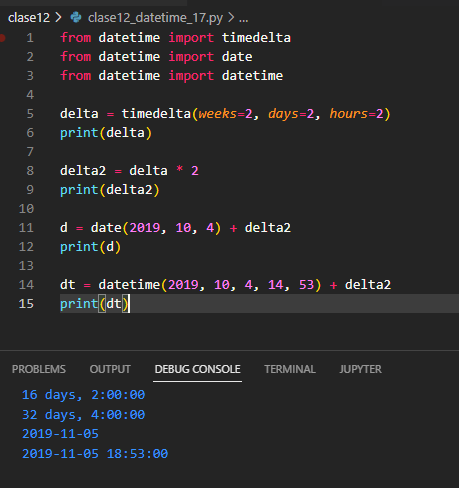 clase12 > clase12_datetime_17.py > ...
1 from datetime import timedelta
2 from datetime import date
3 from datetime import datetime
4
5 delta = timedelta(weeks=2, days=2, hours=2)
6 print(delta)
7
8 delta2 = delta * 2
9 print(delta2)
10
11 d = date(2019, 10, 4) + delta2
12 print(d)
13
14 dt = datetime(2019, 10, 4, 14, 53) + delta2
15 print(dt)
PROBLEMS OUTPUT DEBUG CONSOLE TERMINAL JUPYTER
16 days, 2:00:00
32 days, 4:00:00
2019-11-05
2019-11-05 18:53:00